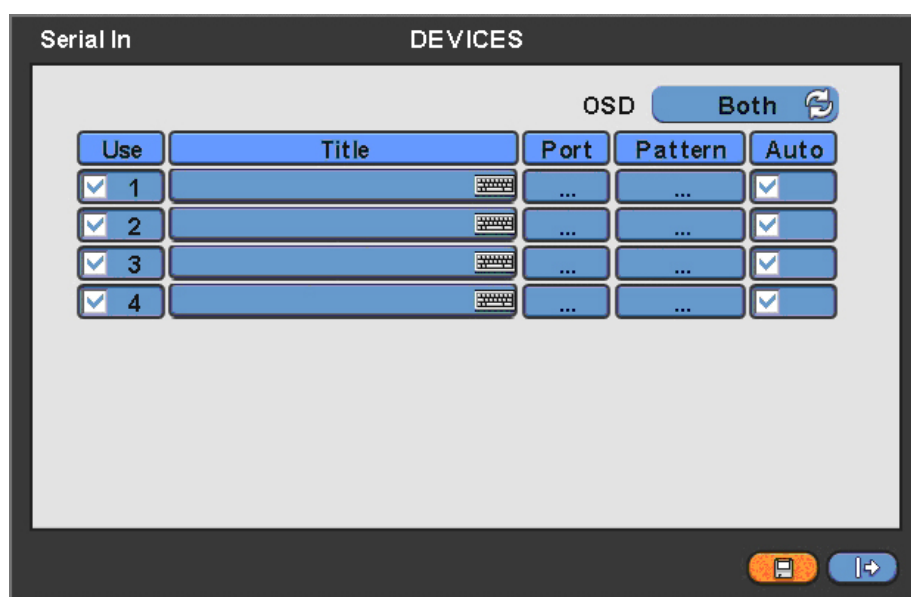 Serial In DEVICES
OSD Both
Use Title Port Pattern Auto
1 ... ...
2 ... ...
3 ... ...
4 ... ...